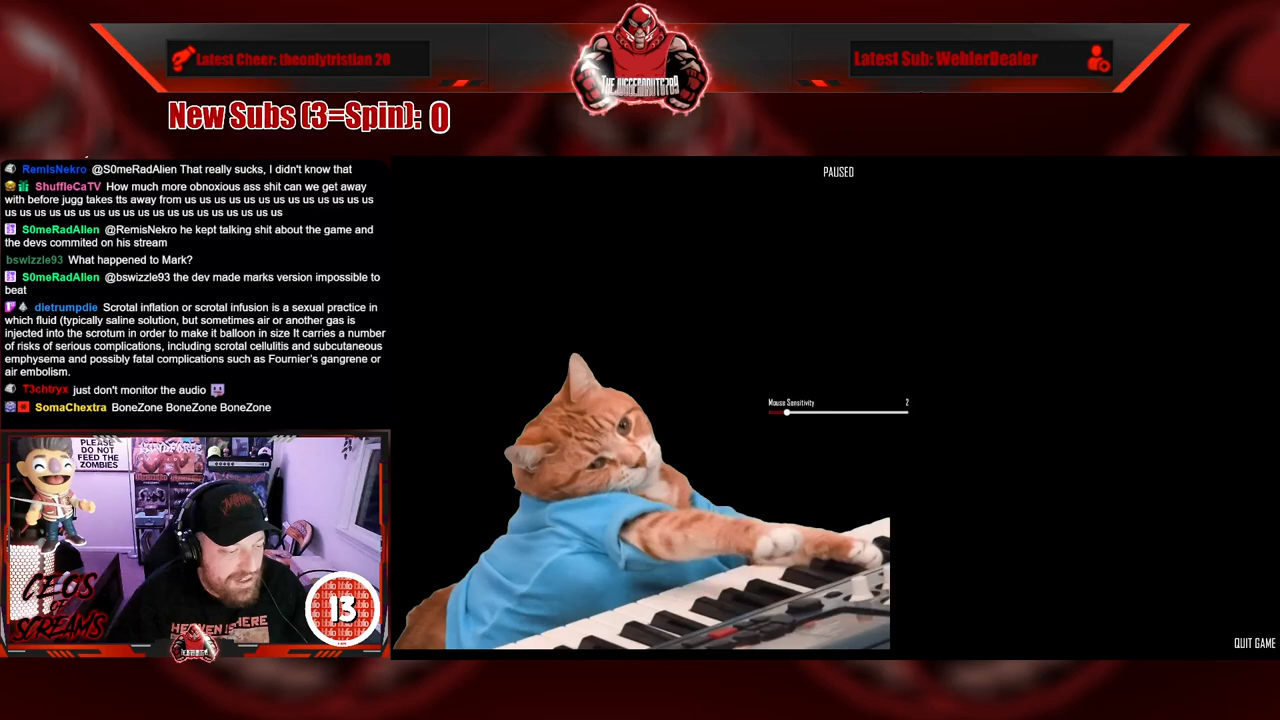 Latest Cheer: theonlytristian 20
THEJUGGERNAUT6789
Latest Sub: WehlerDealer
New Subs (3=Spin): 0
RemisNekro @S0meRadAlien That really sucks, I didn't know that
ShuffleCaTV How much more obnoxious ass shit can we get away
with before jugg takes tts away from us us us us us us us us us us us us us
us us us us us us us us us us us us us us us us us us us
S0meRadAlien @RemisNekro he kept talking shit about the game and
the devs commited on his stream
bswizzle93 What happened to Mark?
S0meRadAlien @bswizzle93 the dev made marks version impossible to
beat
dietrumpdie Scrotal inflation or scrotal infusion is a sexual practice in
which fluid (typically saline solution, but sometimes air or another gas is
injected into the scrotum in order to make it balloon in size It carries a number
of risks of serious complications, including scrotal cellulitis and subcutaneous
emphysema and possibly fatal complications such as Fournier's gangrene or
air embolism.
T3chtryx just don't monitor the audio
SomaChextra BoneZone BoneZone BoneZone
PAUSED
Mouse Sensitivity 2
QUIT GAME
PLEASE
DO NOT
FEED THE
ZOMBIES
CEO'S
OF
SCREAMS
13